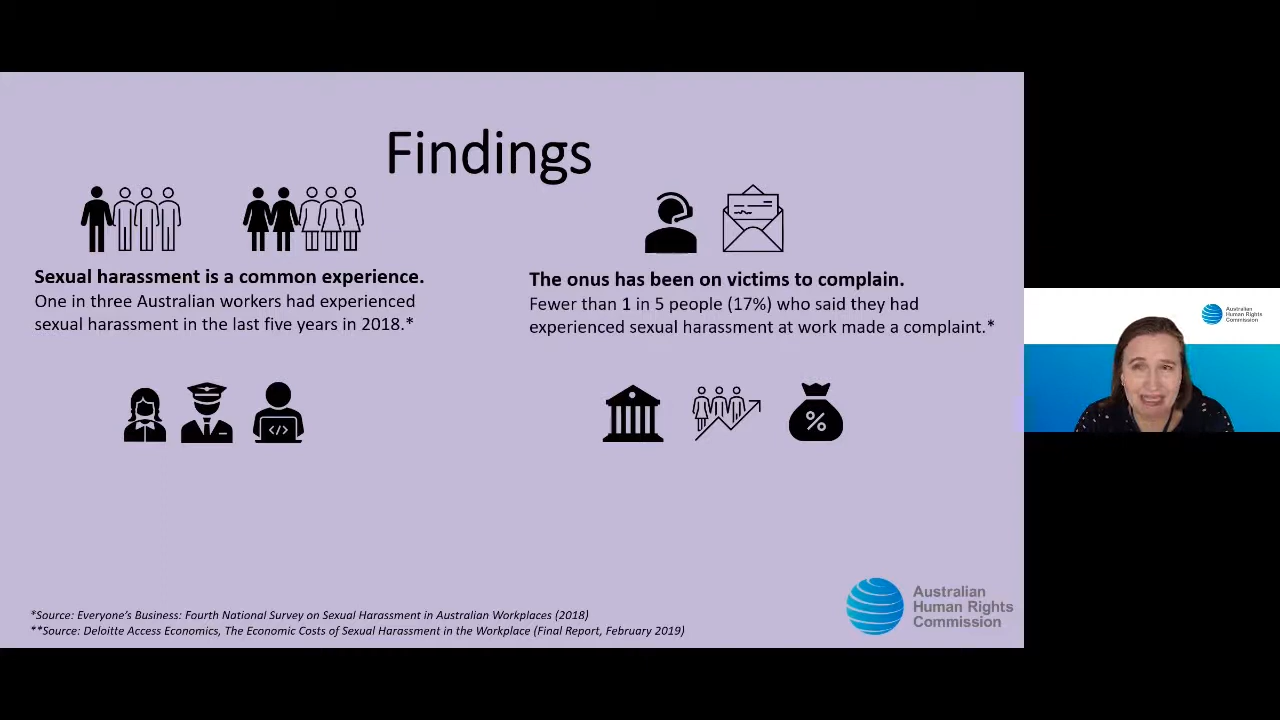 Findings
Sexual harassment is a common experience.
One in three Australian workers had experienced
sexual harassment in the last five years in 2018.*
The onus has been on victims to complain.
Fewer than 1 in 5 people (17%) who said they had
experienced sexual harassment at work made a complaint.*
</>
%
*Source: Everyone's Business: Fourth National Survey on Sexual Harassment in Australian Workplaces (2018)
**Source: Deloitte Access Economics, The Economic Costs of Sexual Harassment in the Workplace (Final Report, February 2019)
Australian
Human Rights
Commission
Australian
Human Rights
Commission